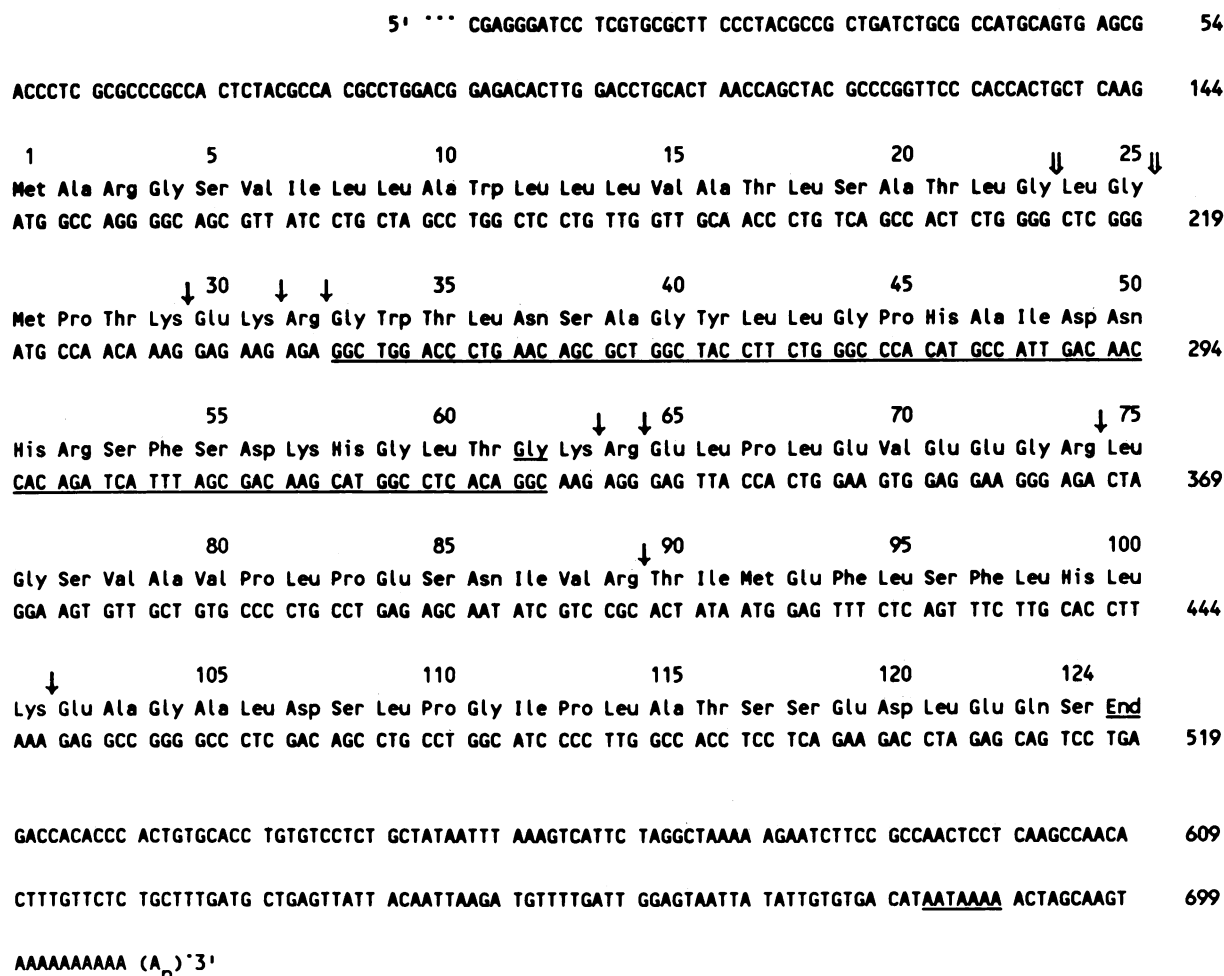 5' ··· CGAGGGATCC TCGTGCGCTT CCCTACGCCG CTGATCTGCG CCATGCAGTG AGCG 54
ACCCTC GCGCCCGCCA CTCTACGCCA CGCCTGGACG GAGACACTTG GACCTGCACT AACCAGCTAC GCCCGGTTCC CACCACTGCT CAAG 144
1 5 10 15 20 ⇓ 25 ⇓
Met Ala Arg Gly Ser Val Ile Leu Leu Ala Trp Leu Leu Leu Val Ala Thr Leu Ser Ala Thr Leu Gly Leu Gly
ATG GCC AGG GGC AGC GTT ATC CTG CTA GCC TGG CTC CTG TTG GTT GCA ACC CTG TCA GCC ACT CTG GGG CTC GGG 219
↓ 30 ↓ ↓ 35 40 45 50
Met Pro Thr Lys Glu Lys Arg Gly Trp Thr Leu Asn Ser Ala Gly Tyr Leu Leu Gly Pro His Ala Ile Asp Asn
ATG CCA ACA AAG GAG AAG AGA GGC TGG ACC CTG AAC AGC GCT GGC TAC CTT CTG GGC CCA CAT GCC ATT GAC AAC 294
55 60 ↓ ↓ 65 70 ↓ 75
His Arg Ser Phe Ser Asp Lys His Gly Leu Thr Gly Lys Arg Glu Leu Pro Leu Glu Val Glu Glu Gly Arg Leu
CAC AGA TCA TTT AGC GAC AAG CAT GGC CTC ACA GGC AAG AGG GAG TTA CCA CTG GAA GTG GAG GAA GGG AGA CTA 369
80 85 ↓ 90 95 100
Gly Ser Val Ala Val Pro Leu Pro Glu Ser Asn Ile Val Arg Thr Ile Met Glu Phe Leu Ser Phe Leu His Leu
GGA AGT GTT GCT GTG CCC CTG CCT GAG AGC AAT ATC GTC CGC ACT ATA ATG GAG TTT CTC AGT TTC TTG CAC CTT 444
↓ 105 110 115 120 124
Lys Glu Ala Gly Ala Leu Asp Ser Leu Pro Gly Ile Pro Leu Ala Thr Ser Ser Glu Asp Leu Glu Gln Ser End
AAA GAG GCC GGG GCC CTC GAC AGC CTG CCT GGC ATC CCC TTG GCC ACC TCC TCA GAA GAC CTA GAG CAG TCC TGA 519
GACCACACCC ACTGTGCACC TGTGTCCTCT GCTATAATTT AAAGTCATTC TAGGCTAAAA AGAATCTTCC GCCAACTCCT CAAGCCAACA 609
CTTTGTTCTC TGCTTTGATG CTGAGTTATT ACAATTAAGA TGTTTTGATT GGAGTAATTA TATTGTGTGA CATAATAAAA ACTAGCAAGT 699
AAAAAAAAAA (An)·3'